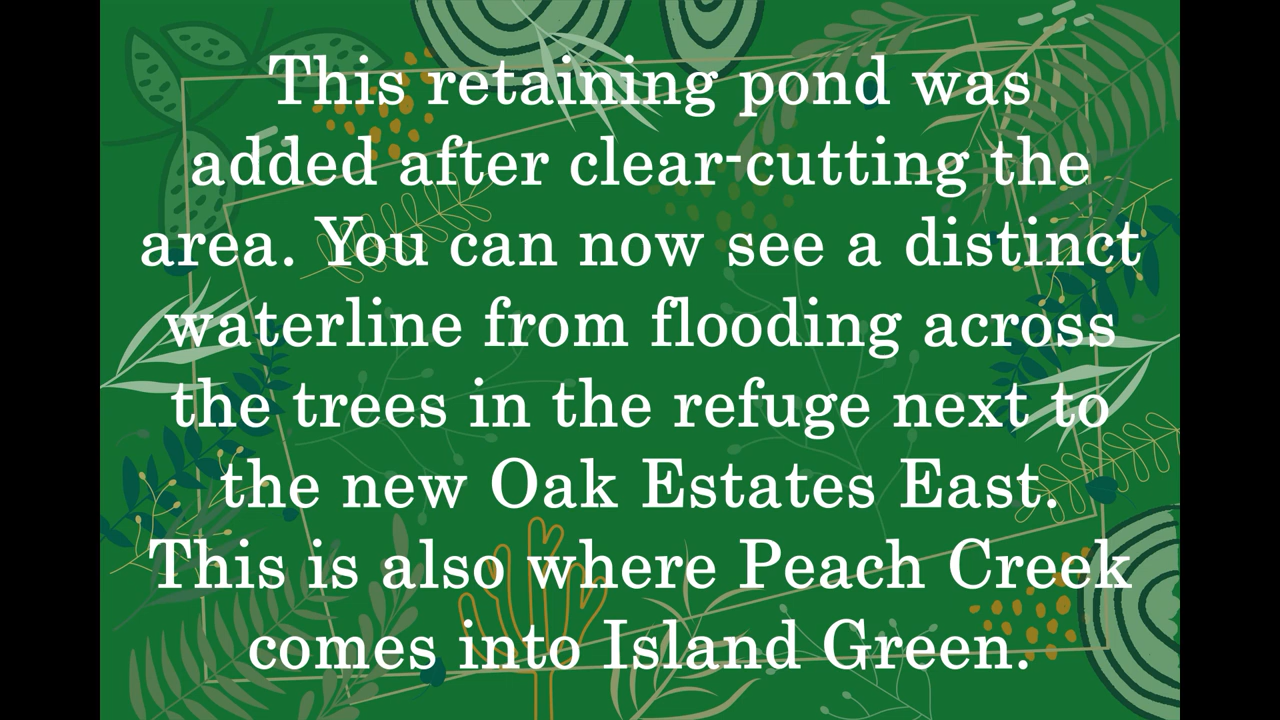 This retaining pond was
added after clear-cutting the
area. You can now see a distinct
waterline from flooding across
the trees in the refuge next to
the new Oak Estates East.
This is also where Peach Creek
comes into Island Green.